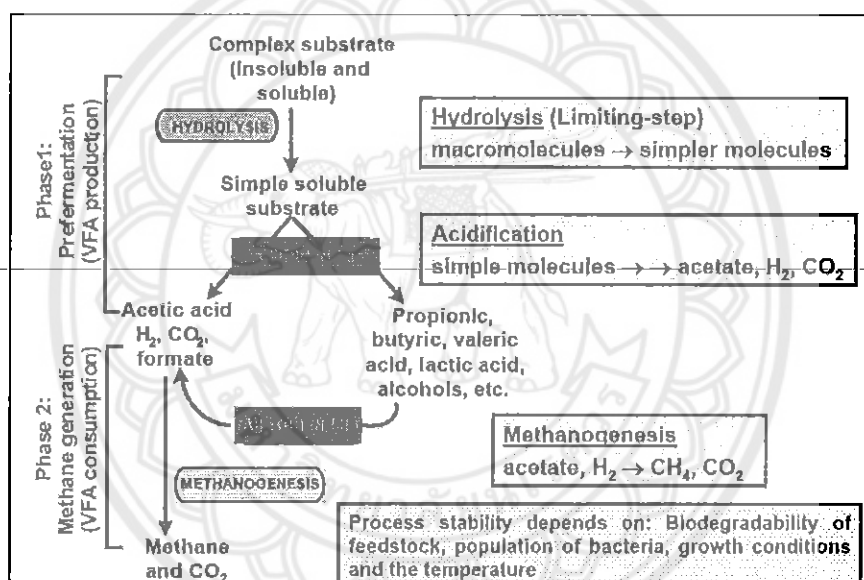 Complex substrate
(Insoluble and
soluble)
HYDROLYSIS
Hydrolysis (Limiting-step)
macromolecules → simpler molecules
Phase1:
Prefermentation
(VFA production)
Simple soluble
substrate
Acidification
simple molecules → → acetate, H₂, CO₂
Acetic acid
H₂, CO₂,
formate
Propionic,
butyric, valeric
acid, lactic acid,
alcohols, etc.
Phase 2:
Methane generation
(VFA consumption)
Methanogenesis
acetate, H₂ → CH₄, CO₂
METHANOGENESIS
Methane
and CO₂
Process stability depends on: Biodegradability of
feedstock, population of bacteria, growth conditions
and the temperature